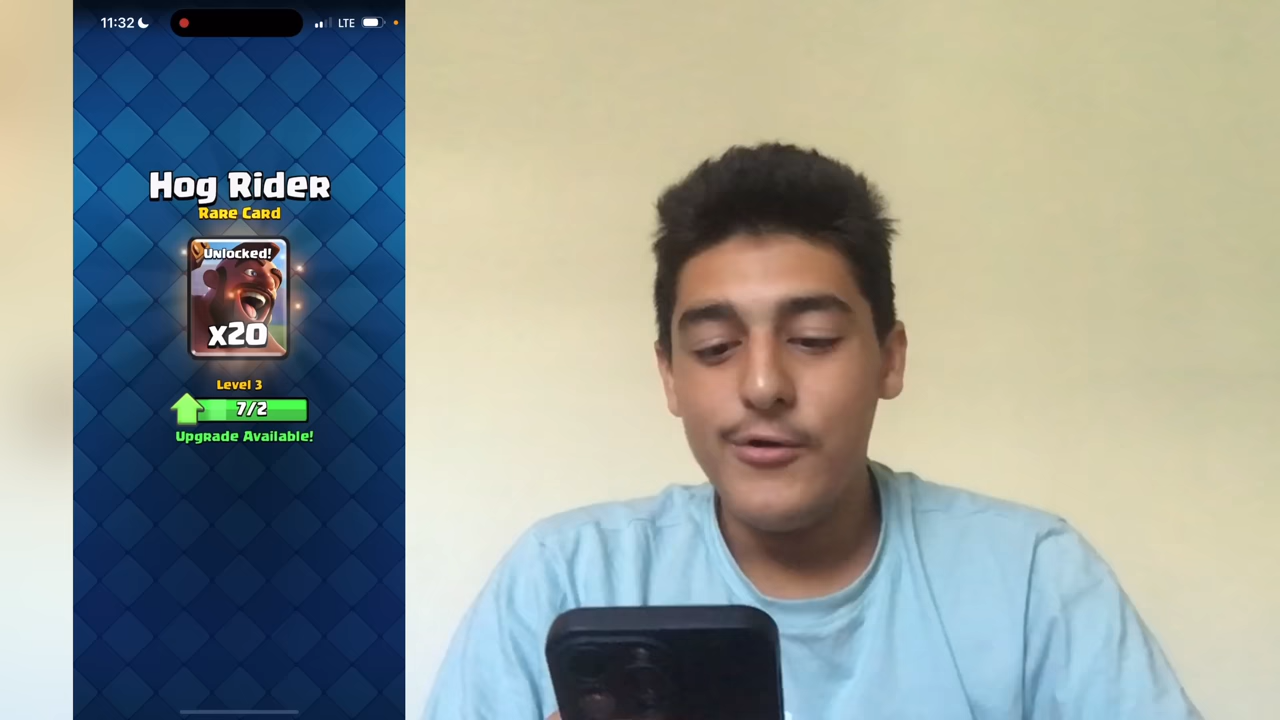 11:32
LTE
Hog Rider
Rare Card
Unlocked!
x20
Level 3
7/2
Upgrade Available!